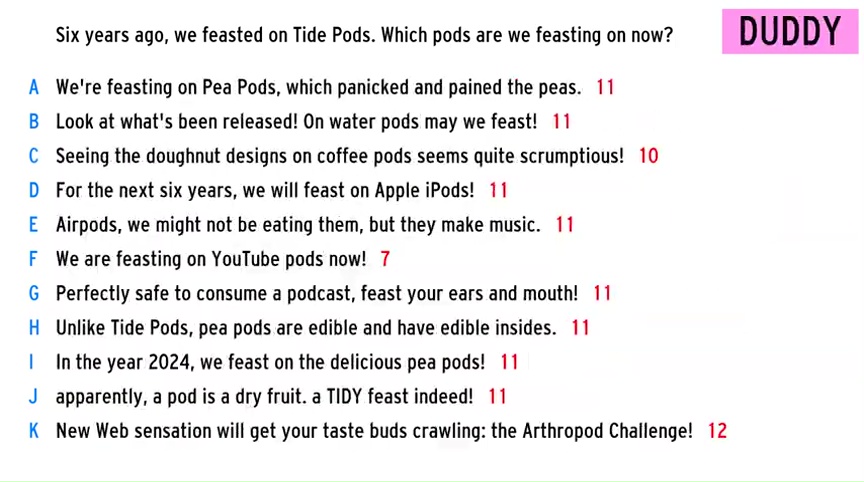 Six years ago, we feasted on Tide Pods. Which pods are we feasting on now?
DUDDY
A We're feasting on Pea Pods, which panicked and pained the peas. 11
B Look at what's been released! On water pods may we feast! 11
C Seeing the doughnut designs on coffee pods seems quite scrumptious! 10
D For the next six years, we will feast on Apple iPods! 11
E Airpods, we might not be eating them, but they make music. 11
F We are feasting on YouTube pods now! 7
G Perfectly safe to consume a podcast, feast your ears and mouth! 11
H Unlike Tide Pods, pea pods are edible and have edible insides. 11
I In the year 2024, we feast on the delicious pea pods! 11
J apparently, a pod is a dry fruit. a TIDY feast indeed! 11
K New Web sensation will get your taste buds crawling: the Arthropod Challenge! 12